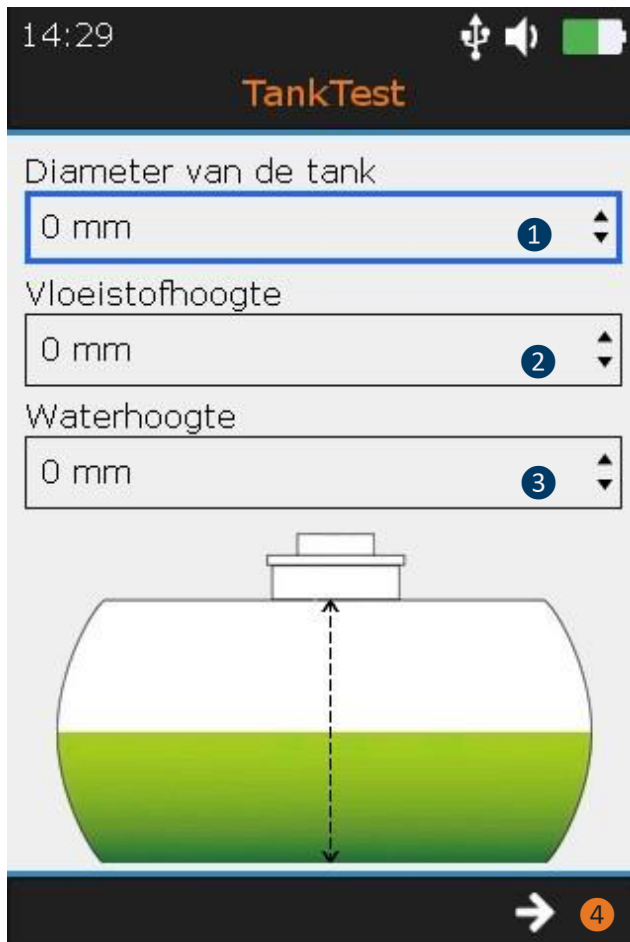 14:29
TankTest
Diameter van de tank
0 mm
1
Vloeistofhoogte
0 mm
2
Waterhoogte
0 mm
3
4